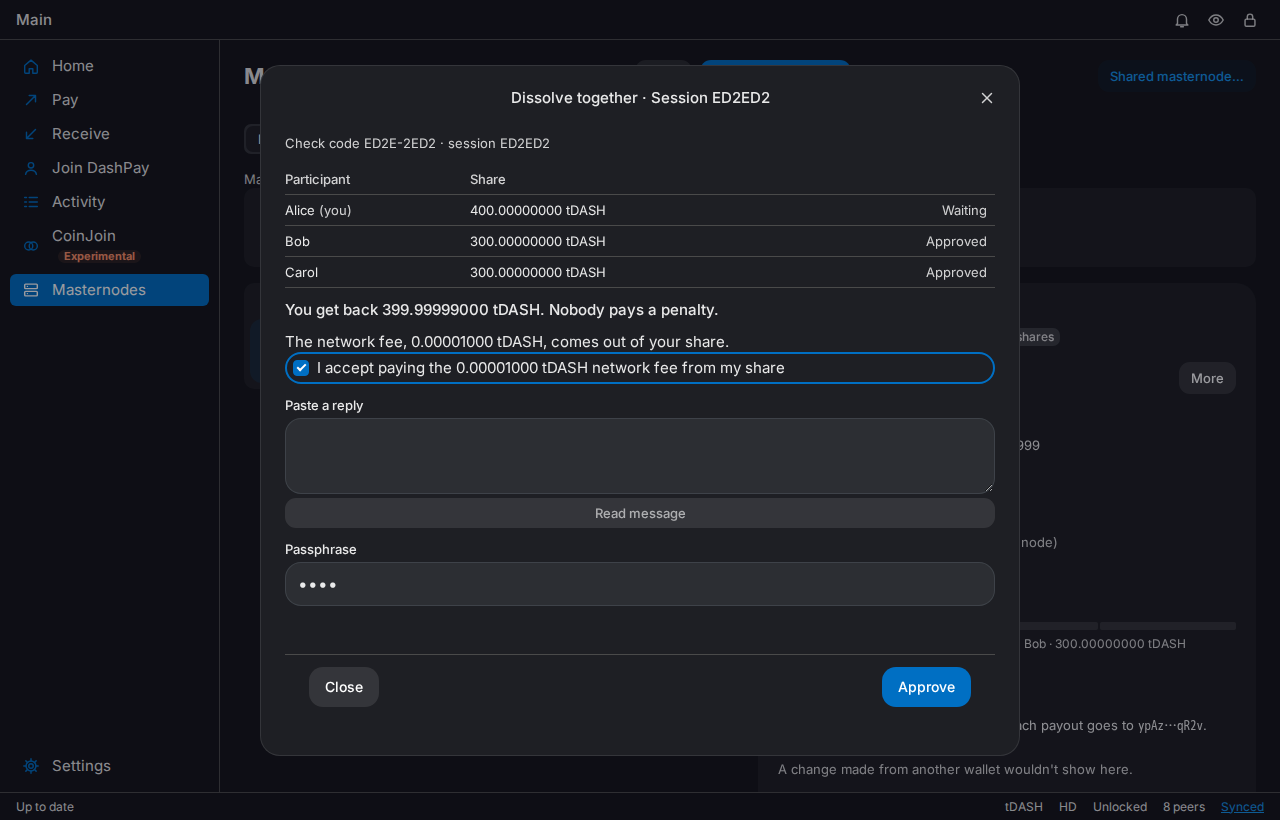 Main
Home
Pay
Receive
Join DashPay
Activity
CoinJoin
Experimental
Masternodes
Settings
Shared masternode...
Dissolve together · Session ED2ED2
Check code ED2E-2ED2 · session ED2ED2
Participant Share
Alice (you) 400.00000000 tDASH Waiting
Bob 300.00000000 tDASH Approved
Carol 300.00000000 tDASH Approved
You get back 399.99999000 tDASH. Nobody pays a penalty.
The network fee, 0.00001000 tDASH, comes out of your share.
I accept paying the 0.00001000 tDASH network fee from my share
Paste a reply
Read message
Passphrase
Close Approve
shares
More
999
node)
Bob · 300.00000000 tDASH
ch payout goes to ypAz…qR2v.
A change made from another wallet wouldn't show here.
Up to date tDASH HD Unlocked 8 peers Synced